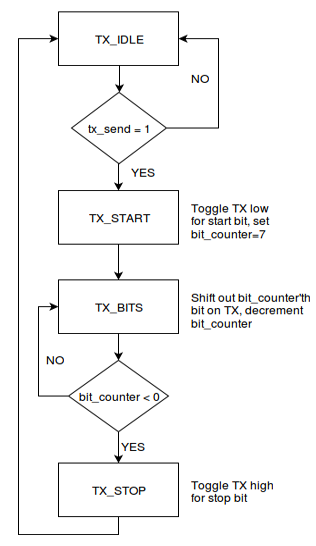 TX_IDLE
NO
tx_send = 1
YES
TX_START
Toggle TX low
for start bit, set
bit_counter=7
TX_BITS
Shift out bit_counter'th
bit on TX, decrement
bit_counter
NO
bit_counter < 0
YES
TX_STOP
Toggle TX high
for stop bit